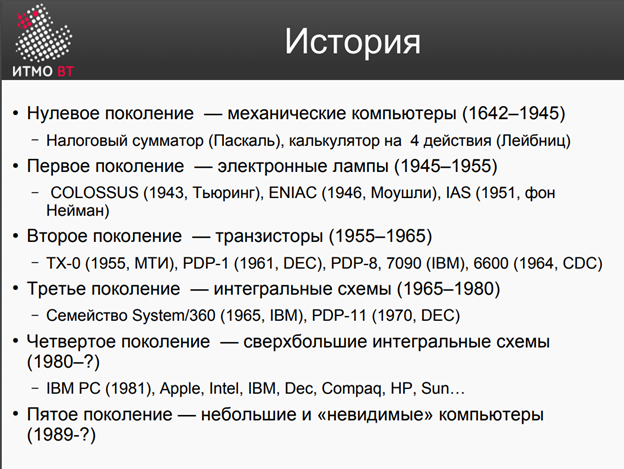 ИТМО ВТ
История
• Нулевое поколение — механические компьютеры (1642–1945)
– Налоговый сумматор (Паскаль), калькулятор на 4 действия (Лейбниц)
• Первое поколение — электронные лампы (1945–1955)
– COLOSSUS (1943, Тьюринг), ENIAC (1946, Моушли), IAS (1951, фон
Нейман)
• Второе поколение — транзисторы (1955–1965)
– TX-0 (1955, МТИ), PDP-1 (1961, DEC), PDP-8, 7090 (IBM), 6600 (1964, CDC)
• Третье поколение — интегральные схемы (1965–1980)
– Семейство System/360 (1965, IBM), PDP-11 (1970, DEC)
• Четвертое поколение — сверхбольшие интегральные схемы
(1980–?)
– IBM PC (1981), Apple, Intel, IBM, Dec, Compaq, HP, Sun…
• Пятое поколение — небольшие и «невидимые» компьютеры
(1989-?)